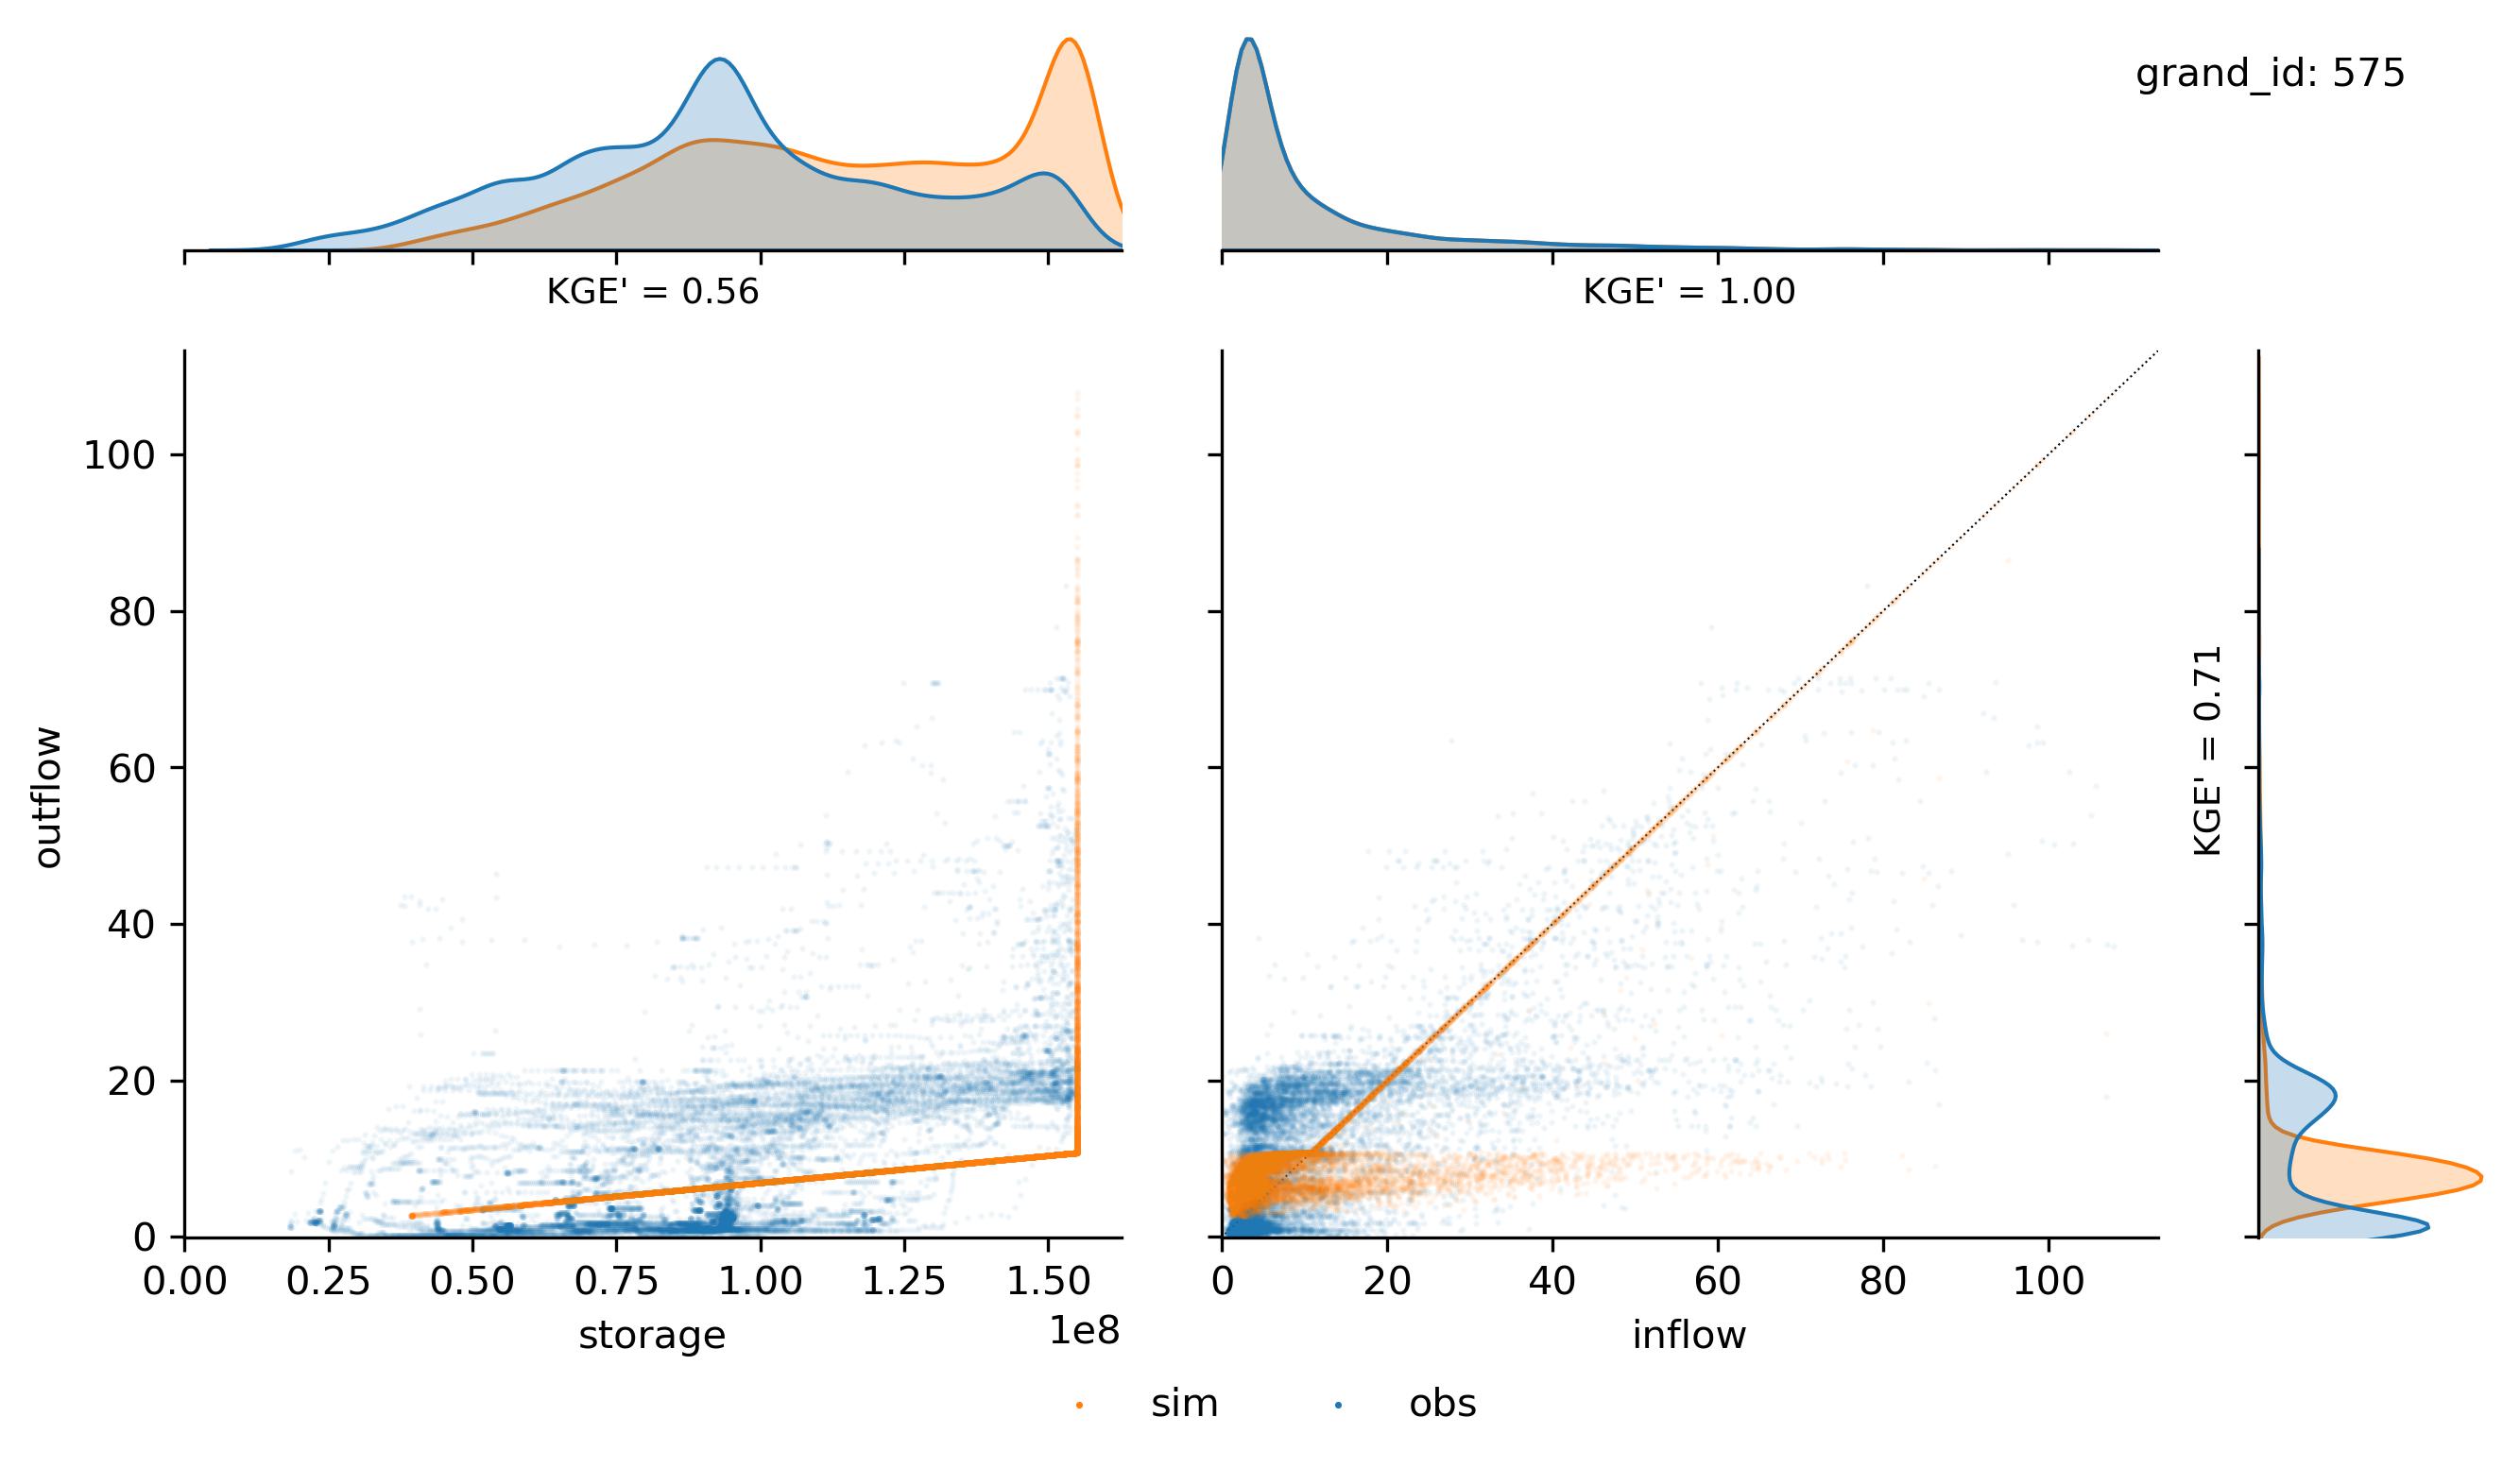 grand_id: 575
KGE' = 0.56
KGE' = 1.00
100
80
60
40
20
0
outflow
KGE' = 0.71
0.00 0.25 0.50 0.75 1.00 1.25 1.50
1e8
storage
0 20 40 60 80 100
inflow
sim obs